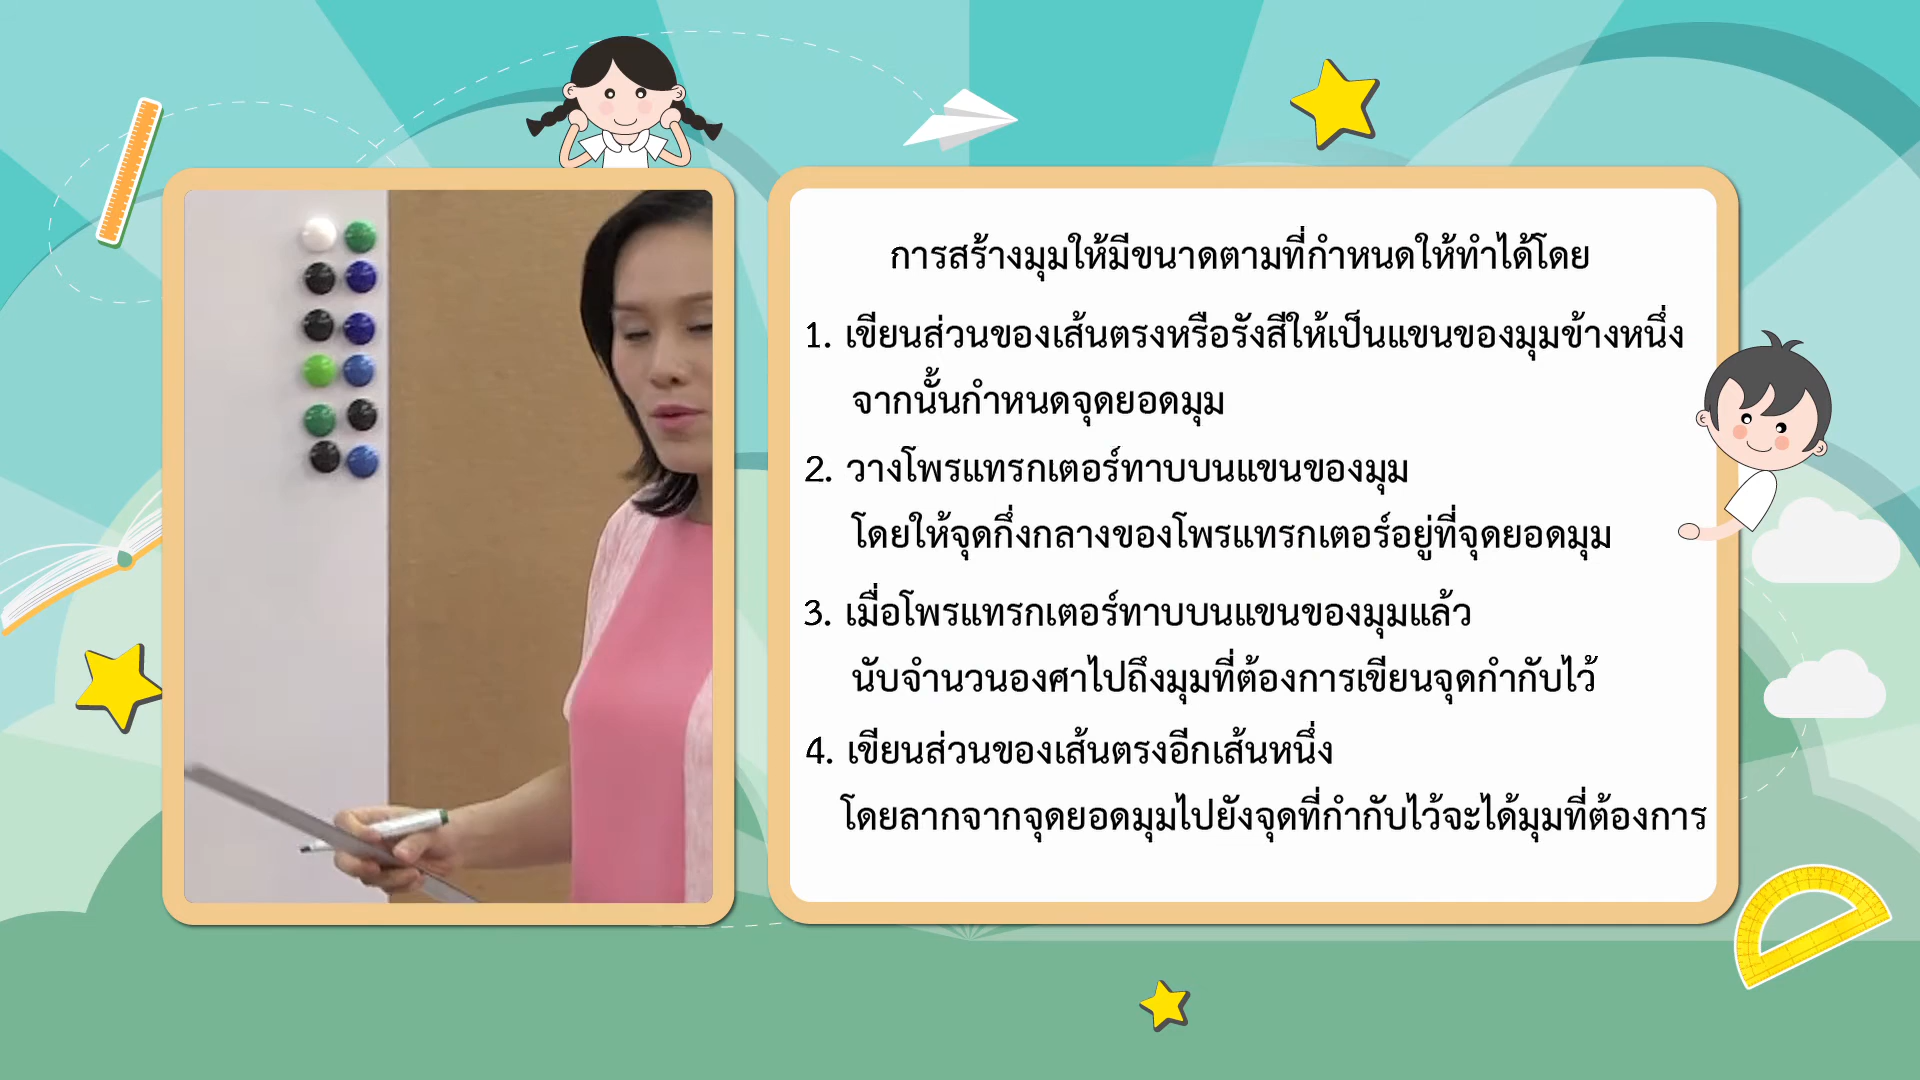 การสร้างมุมให้มีขนาดตามที่กำหนดให้ทำได้โดย
1. เขียนส่วนของเส้นตรงหรือรังสีให้เป็นแขนของมุมข้างหนึ่ง
จากนั้นกำหนดจุดยอดมุม
2. วางโพรแทรกเตอร์ทาบบนแขนของมุม
โดยให้จุดกึ่งกลางของโพรแทรกเตอร์อยู่ที่จุดยอดมุม
3. เมื่อโพรแทรกเตอร์ทาบบนแขนของมุมแล้ว
นับจำนวนองศาไปถึงมุมที่ต้องการเขียนจุดกำกับไว้
4. เขียนส่วนของเส้นตรงอีกเส้นหนึ่ง
โดยลากจากจุดยอดมุมไปยังจุดที่กำกับไว้จะได้มุมที่ต้องการ